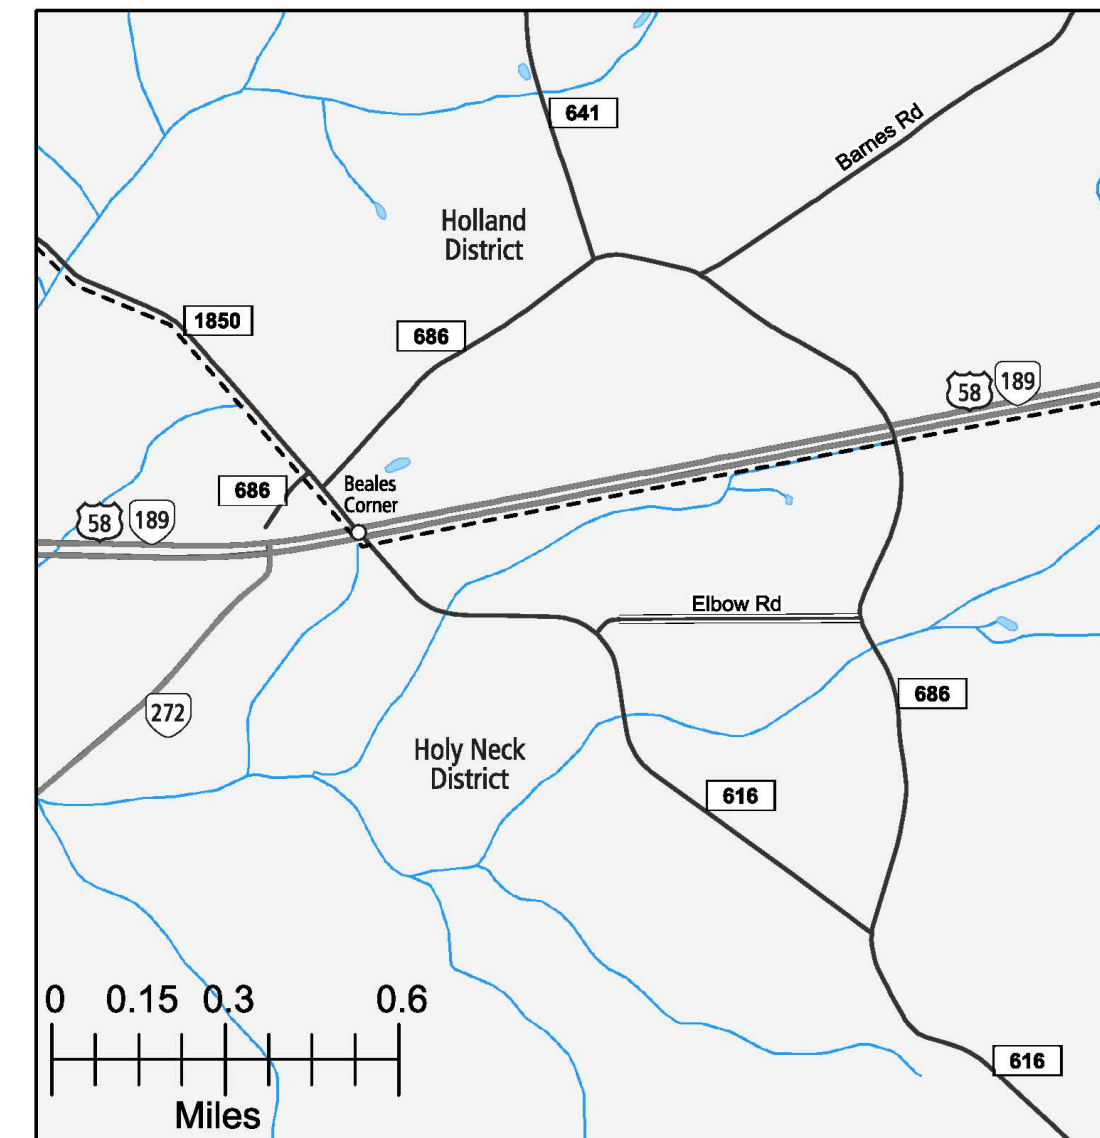 641
Barnes Rd
Holland
District
1850
686
58 189
686
Beales
Corner
58 189
Elbow Rd
686
272
Holy Neck
District
616
0 0.15 0.3 0.6
Miles
616